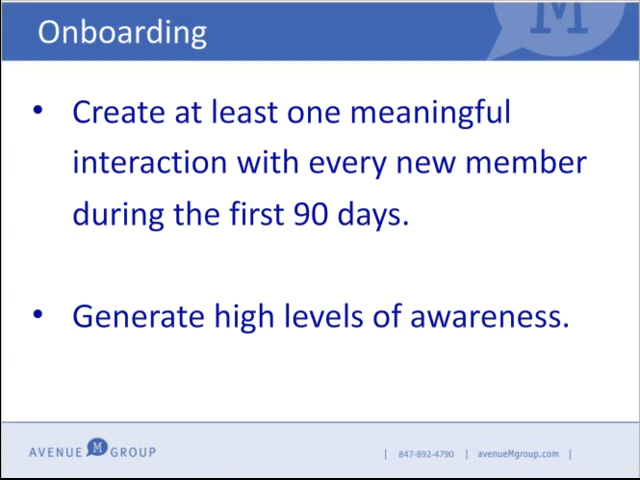 Onboarding
M
• Create at least one meaningful
interaction with every new member
during the first 90 days.
• Generate high levels of awareness.
AVENUE M GROUP
| 847-892-4790 | avenueMgroup.com |